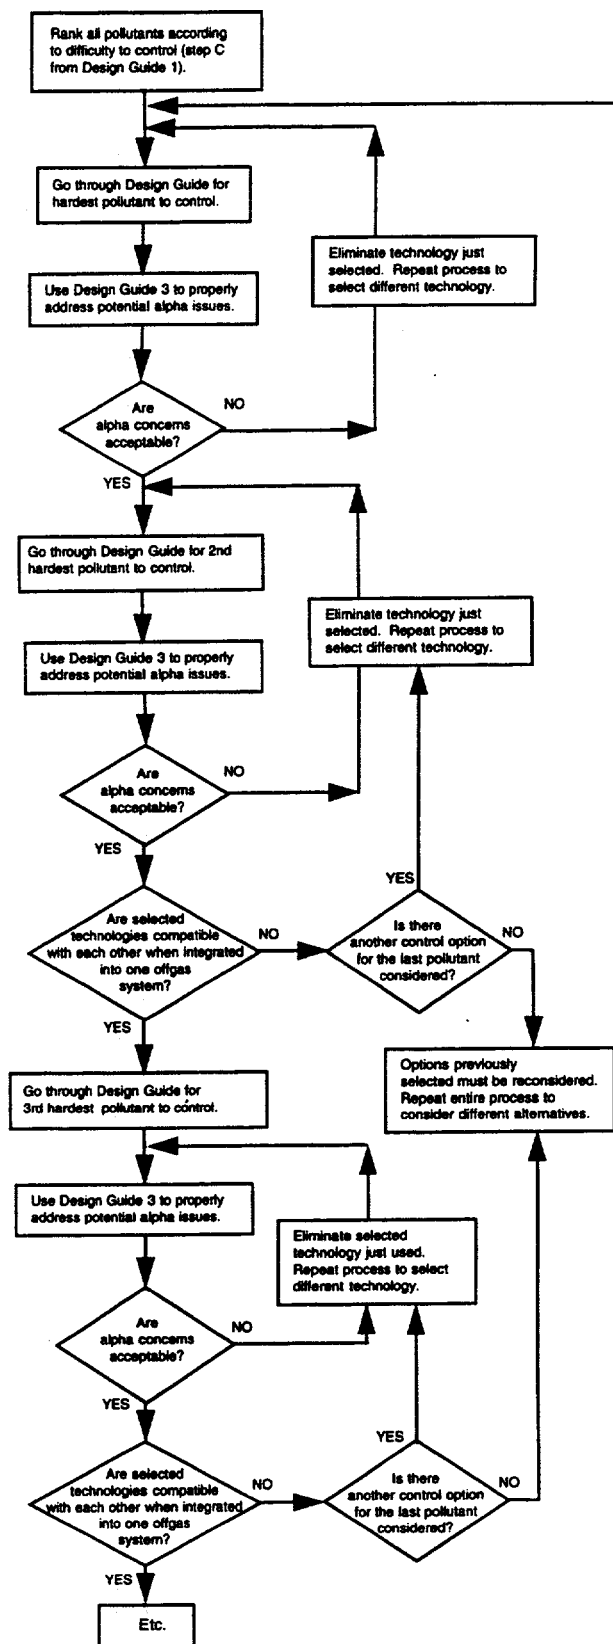 Rank all pollutants according
to difficulty to control (step C
from Design Guide 1).
Go through Design Guide for
hardest pollutant to control.
Eliminate technology just
selected. Repeat process to
select different technology.
Use Design Guide 3 to properly
address potential alpha issues.
Are
alpha concerns
acceptable?
NO
YES
Go through Design Guide for 2nd
hardest pollutant to control.
Eliminate technology just
selected. Repeat process to
select different technology.
Use Design Guide 3 to properly
address potential alpha issues.
Are
alpha concerns
acceptable?
NO
YES
Are selected
technologies compatible
with each other when integrated
into one offgas
system?
NO
YES
Is there
another control option
for the last pollutant
considered?
NO
YES
Options previously
selected must be reconsidered.
Repeat entire process to
consider different alternatives.
Go through Design Guide for
3rd hardest pollutant to control.
Use Design Guide 3 to properly
address potential alpha issues.
Eliminate selected
technology just used.
Repeat process to select
different technology.
Are
alpha concerns
acceptable?
NO
YES
Are selected
technologies compatible
with each other when integrated
into one offgas
system?
NO
YES
Is there
another control option
for the last pollutant
considered?
NO
YES
Etc.